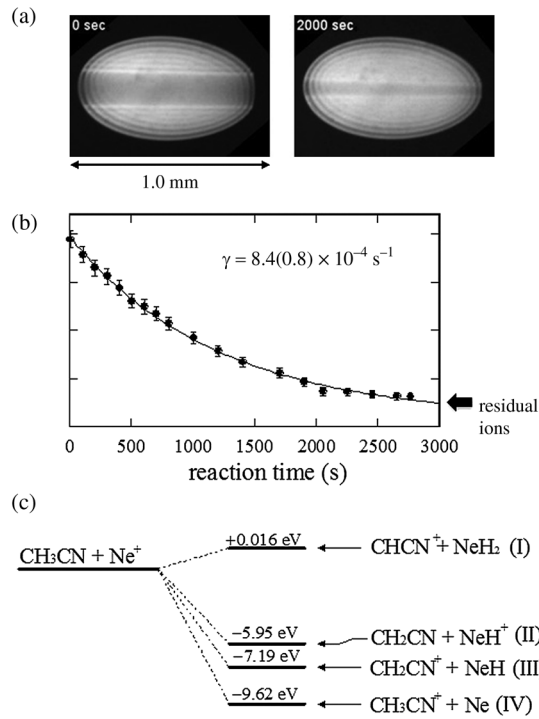 (a)
0 sec
2000 sec
1.0 mm
(b)
γ = 8.4(0.8) × 10⁻⁴ s⁻¹
residual
ions
0 500 1000 1500 2000 2500 3000
reaction time (s)
(c)
+0.016 eV
CHCN⁺ + NeH₂ (I)
CH₃CN + Ne⁺
−5.95 eV
CH₂CN + NeH⁺ (II)
−7.19 eV
CH₂CN⁺ + NeH (III
−9.62 eV
CH₃CN⁺ + Ne (IV)